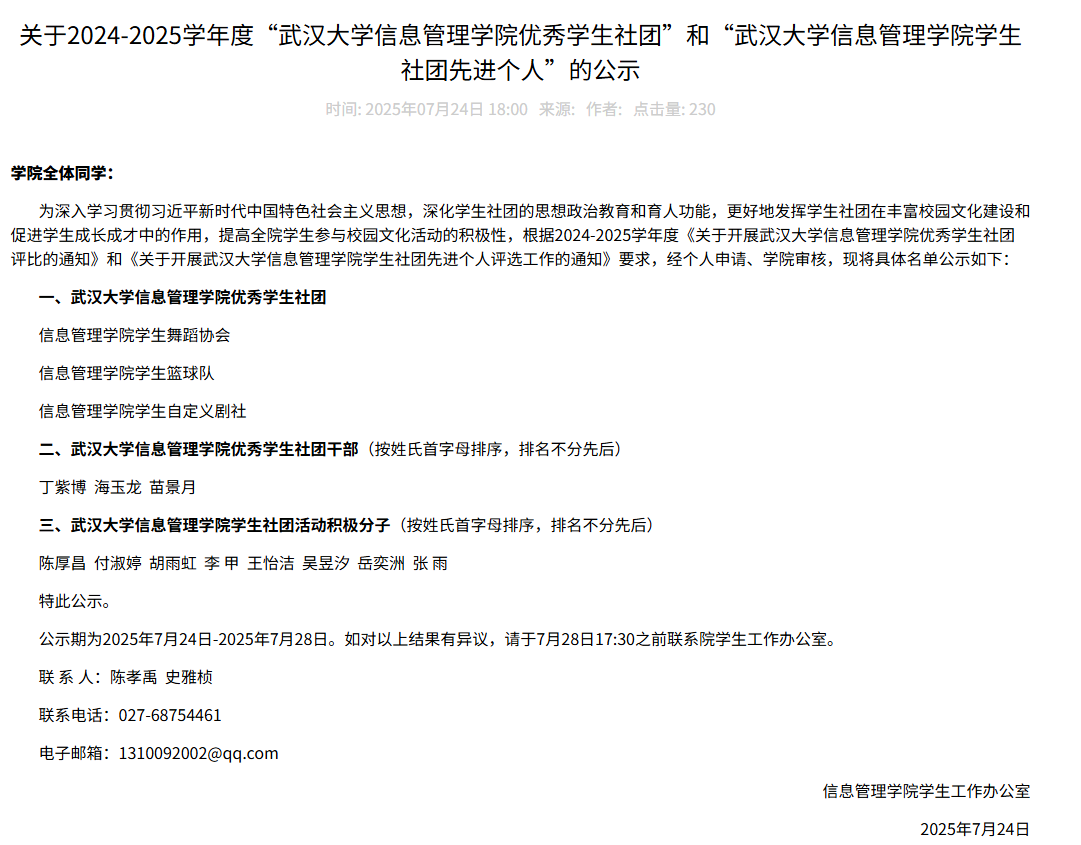 关于2024-2025学年度“武汉大学信息管理学院优秀学生社团”和“武汉大学信息管理学院学生
社团先进个人”的公示
时间: 2025年07月24日 18:00 来源: 作者: 点击量: 230
学院全体同学：
为深入学习贯彻习近平新时代中国特色社会主义思想，深化学生社团的思想政治教育和育人功能，更好地发挥学生社团在丰富校园文化建设和
促进学生成长成才中的作用，提高全院学生参与校园文化活动的积极性，根据2024-2025学年度《关于开展武汉大学信息管理学院优秀学生社团
评比的通知》和《关于开展武汉大学信息管理学院学生社团先进个人评选工作的通知》要求，经个人申请、学院审核，现将具体名单公示如下：
一、武汉大学信息管理学院优秀学生社团
信息管理学院学生舞蹈协会
信息管理学院学生篮球队
信息管理学院学生自定义剧社
二、武汉大学信息管理学院优秀学生社团干部（按姓氏首字母排序，排名不分先后）
丁紫博 海玉龙 苗景月
三、武汉大学信息管理学院学生社团活动积极分子（按姓氏首字母排序，排名不分先后）
陈厚昌 付淑婷 胡雨虹 李 甲 王怡洁 吴昱汐 岳奕洲 张 雨
特此公示。
公示期为2025年7月24日-2025年7月28日。如对以上结果有异议，请于7月28日17:30之前联系院学生工作办公室。
联 系 人：陈孝禹 史雅桢
联系电话：027-68754461
电子邮箱：1310092002@qq.com
信息管理学院学生工作办公室
2025年7月24日